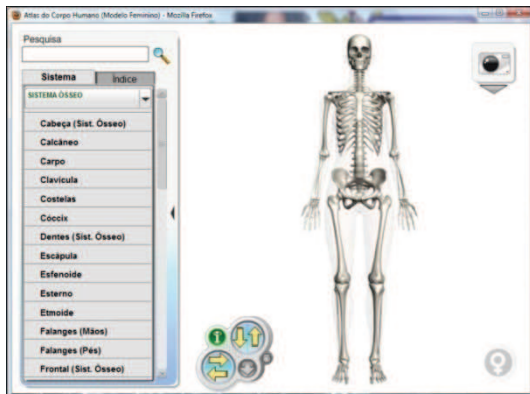 Atlas do Corpo Humano (Modelo Feminino) - Mozilla Firefox
Pesquisa
Sistema
Índice
SISTEMA ÓSSEO
Cabeça (Sist. Ósseo)
Calcâneo
Carpo
Clavícula
Costelas
Cóccix
Dentes (Sist. Ósseo)
Escápula
Esfenoide
Esterno
Etmoide
Falanges (Mãos)
Falanges (Pés)
Frontal (Sist. Ósseo)
i